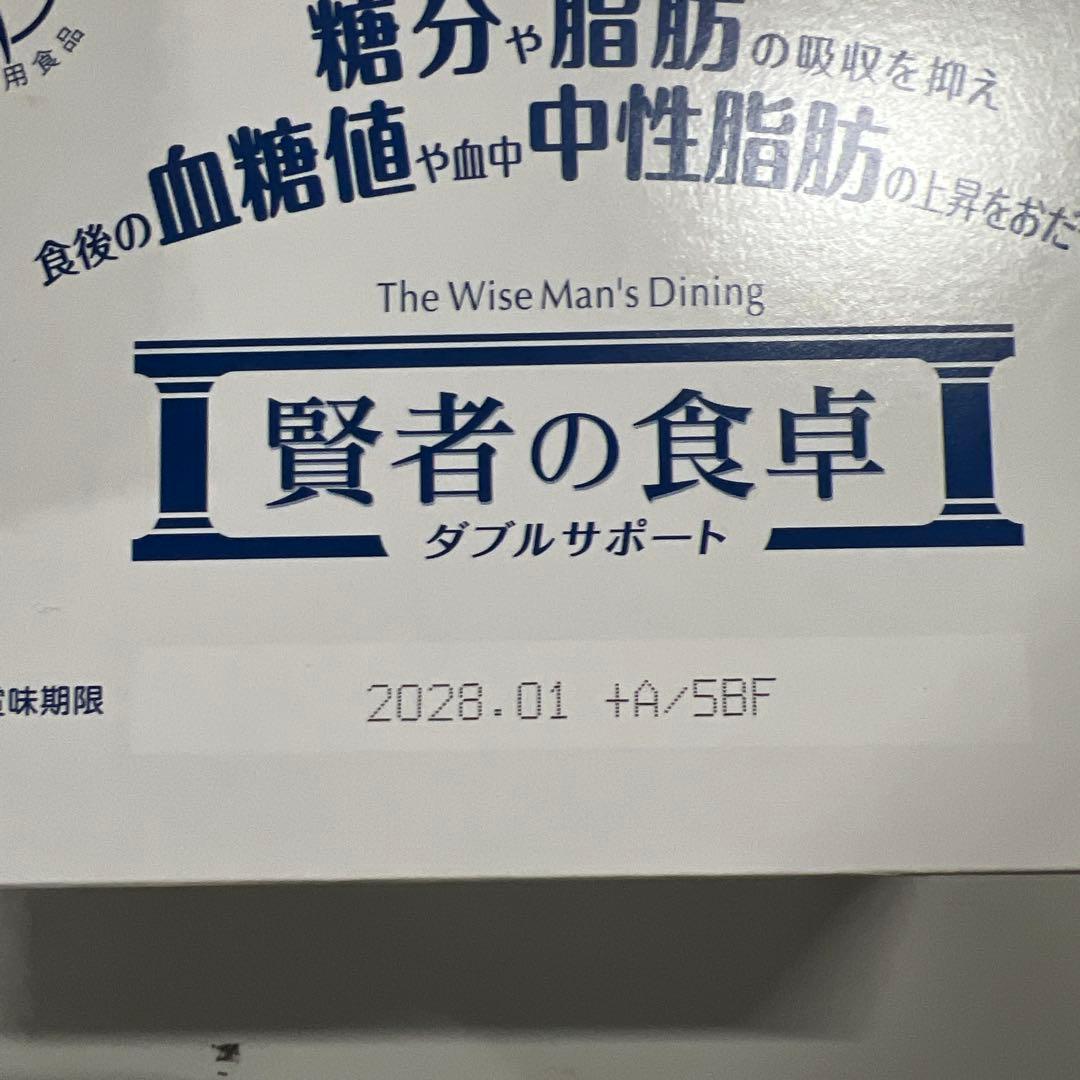 用食品
糖分や脂肪の吸収を抑え
食後の血糖値や血中中性脂肪の上昇をおだ
The Wise Man's Dining
賢者の食卓
ダブルサポート
味期限
2028.01 +A/5BF